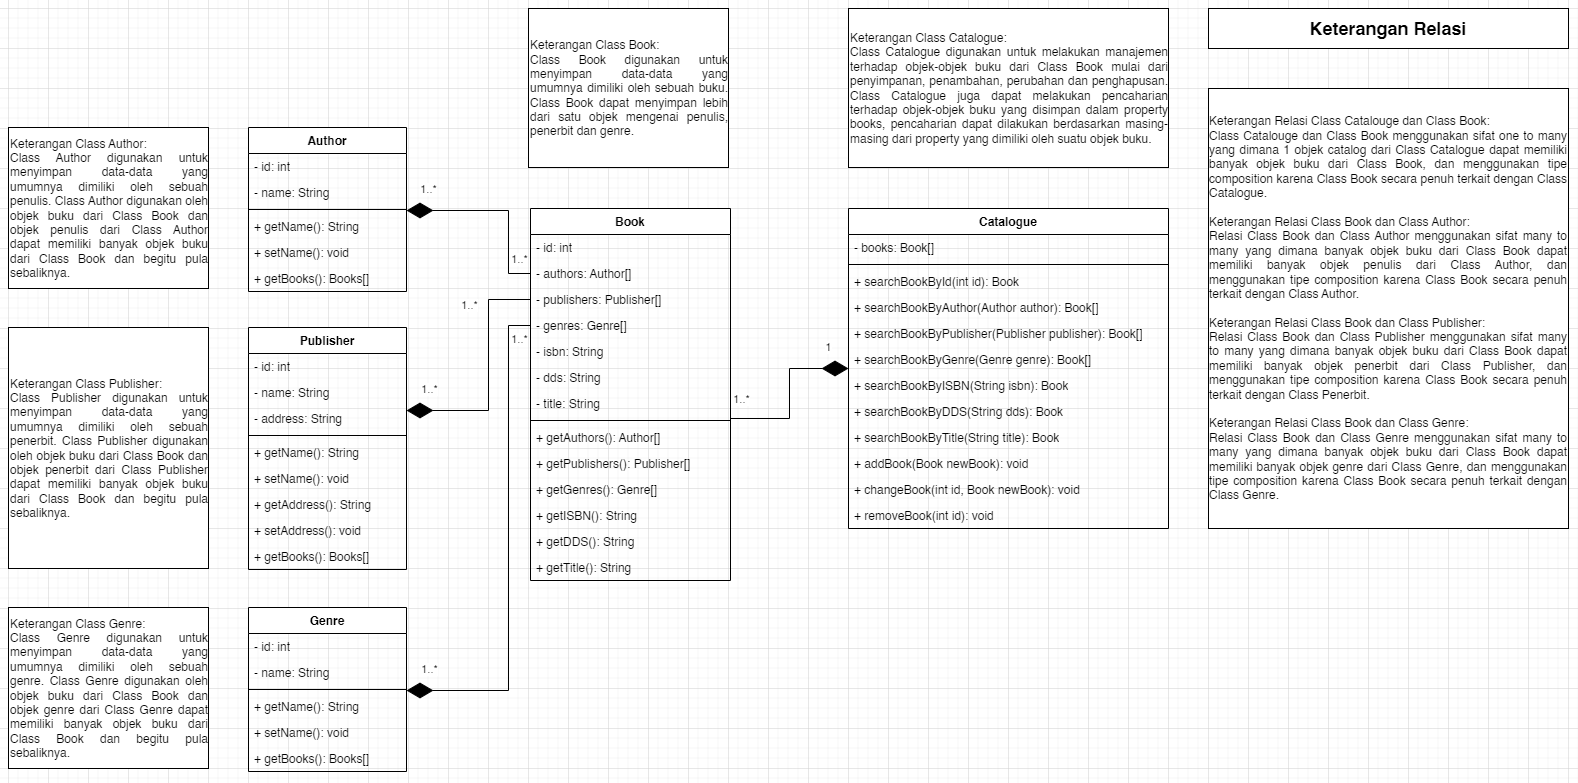 Keterangan Class Author:
Class Author digunakan untuk
menyimpan data-data yang
umumnya dimiliki oleh sebuah
penulis. Class Author digunakan oleh
objek buku dari Class Book dan
objek penulis dari Class Author
dapat memiliki banyak objek buku
dari Class Book dan begitu pula
sebaliknya.
Keterangan Class Publisher:
Class Publisher digunakan untuk
menyimpan data-data yang
umumnya dimiliki oleh sebuah
penerbit. Class Publisher digunakan
oleh objek buku dari Class Book dan
objek penerbit dari Class Publisher
dapat memiliki banyak objek buku
dari Class Book dan begitu pula
sebaliknya.
Keterangan Class Genre:
Class Genre digunakan untuk
menyimpan data-data yang
umumnya dimiliki oleh sebuah
genre. Class Genre digunakan oleh
objek buku dari Class Book dan
objek genre dari Class Genre dapat
memiliki banyak objek buku dari
Class Book dan begitu pula
sebaliknya.
Author
- id: int
- name: String
+ getName(): String
+ setName(): void
+ getBooks(): Books[]
1..*
1..*
Publisher
- id: int
- name: String
- address: String
+ getName(): String
+ setName(): void
+ getAddress(): String
+ setAddress(): void
+ getBooks(): Books[]
1..*
1..*
Genre
- id: int
- name: String
+ getName(): String
+ setName(): void
+ getBooks(): Books[]
1..*
1..*
Keterangan Class Book:
Class Book digunakan untuk
menyimpan data-data yang
umumnya dimiliki oleh sebuah buku.
Class Book dapat menyimpan lebih
dari satu objek mengenai penulis,
penerbit dan genre.
Book
- id: int
- authors: Author[]
- publishers: Publisher[]
- genres: Genre[]
- isbn: String
- dds: String
- title: String
+ getAuthors(): Author[]
+ getPublishers(): Publisher[]
+ getGenres(): Genre[]
+ getISBN(): String
+ getDDS(): String
+ getTitle(): String
1..*
1
Keterangan Class Catalogue:
Class Catalogue digunakan untuk melakukan manajemen
terhadap objek-objek buku dari Class Book mulai dari
penyimpanan, penambahan, perubahan dan penghapusan.
Class Catalogue juga dapat melakukan pencaharian
terhadap objek-objek buku yang disimpan dalam property
books, pencaharian dapat dilakukan berdasarkan masing-
masing dari property yang dimiliki oleh suatu objek buku.
Catalogue
- books: Book[]
+ searchBookById(int id): Book
+ searchBookByAuthor(Author author): Book[]
+ searchBookByPublisher(Publisher publisher): Book[]
+ searchBookByGenre(Genre genre): Book[]
+ searchBookByISBN(String isbn): Book
+ searchBookByDDS(String dds): Book
+ searchBookByTitle(String title): Book
+ addBook(Book newBook): void
+ changeBook(int id, Book newBook): void
+ removeBook(int id): void
Keterangan Relasi
Keterangan Relasi Class Catalouge dan Class Book:
Class Catalouge dan Class Book menggunakan sifat one to many
yang dimana 1 objek catalog dari Class Catalogue dapat memiliki
banyak objek buku dari Class Book, dan menggunakan tipe
composition karena Class Book secara penuh terkait dengan Class
Catalogue.
Keterangan Relasi Class Book dan Class Author:
Relasi Class Book dan Class Author menggunakan sifat many to
many yang dimana banyak objek buku dari Class Book dapat
memiliki banyak objek penulis dari Class Author, dan
menggunakan tipe composition karena Class Book secara penuh
terkait dengan Class Author.
Keterangan Relasi Class Book dan Class Publisher:
Relasi Class Book dan Class Publisher menggunakan sifat many
to many yang dimana banyak objek buku dari Class Book dapat
memiliki banyak objek penerbit dari Class Publisher, dan
menggunakan tipe composition karena Class Book secara penuh
terkait dengan Class Penerbit.
Keterangan Relasi Class Book dan Class Genre:
Relasi Class Book dan Class Genre menggunakan sifat many to
many yang dimana banyak objek buku dari Class Book dapat
memiliki banyak objek genre dari Class Genre, dan menggunakan
tipe composition karena Class Book secara penuh terkait dengan
Class Genre.